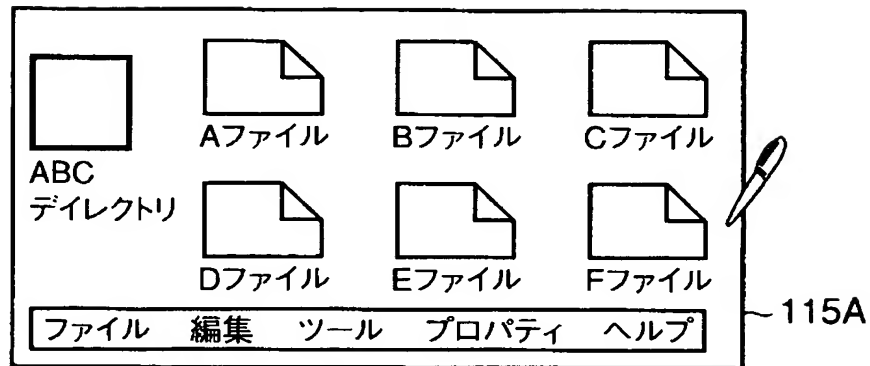 Aファイル Bファイル Cファイル
ABC
デイレクトリ
Dファイル Eファイル Fファイル
ファイル 編集 ツール プロパティ ヘルプ
115A